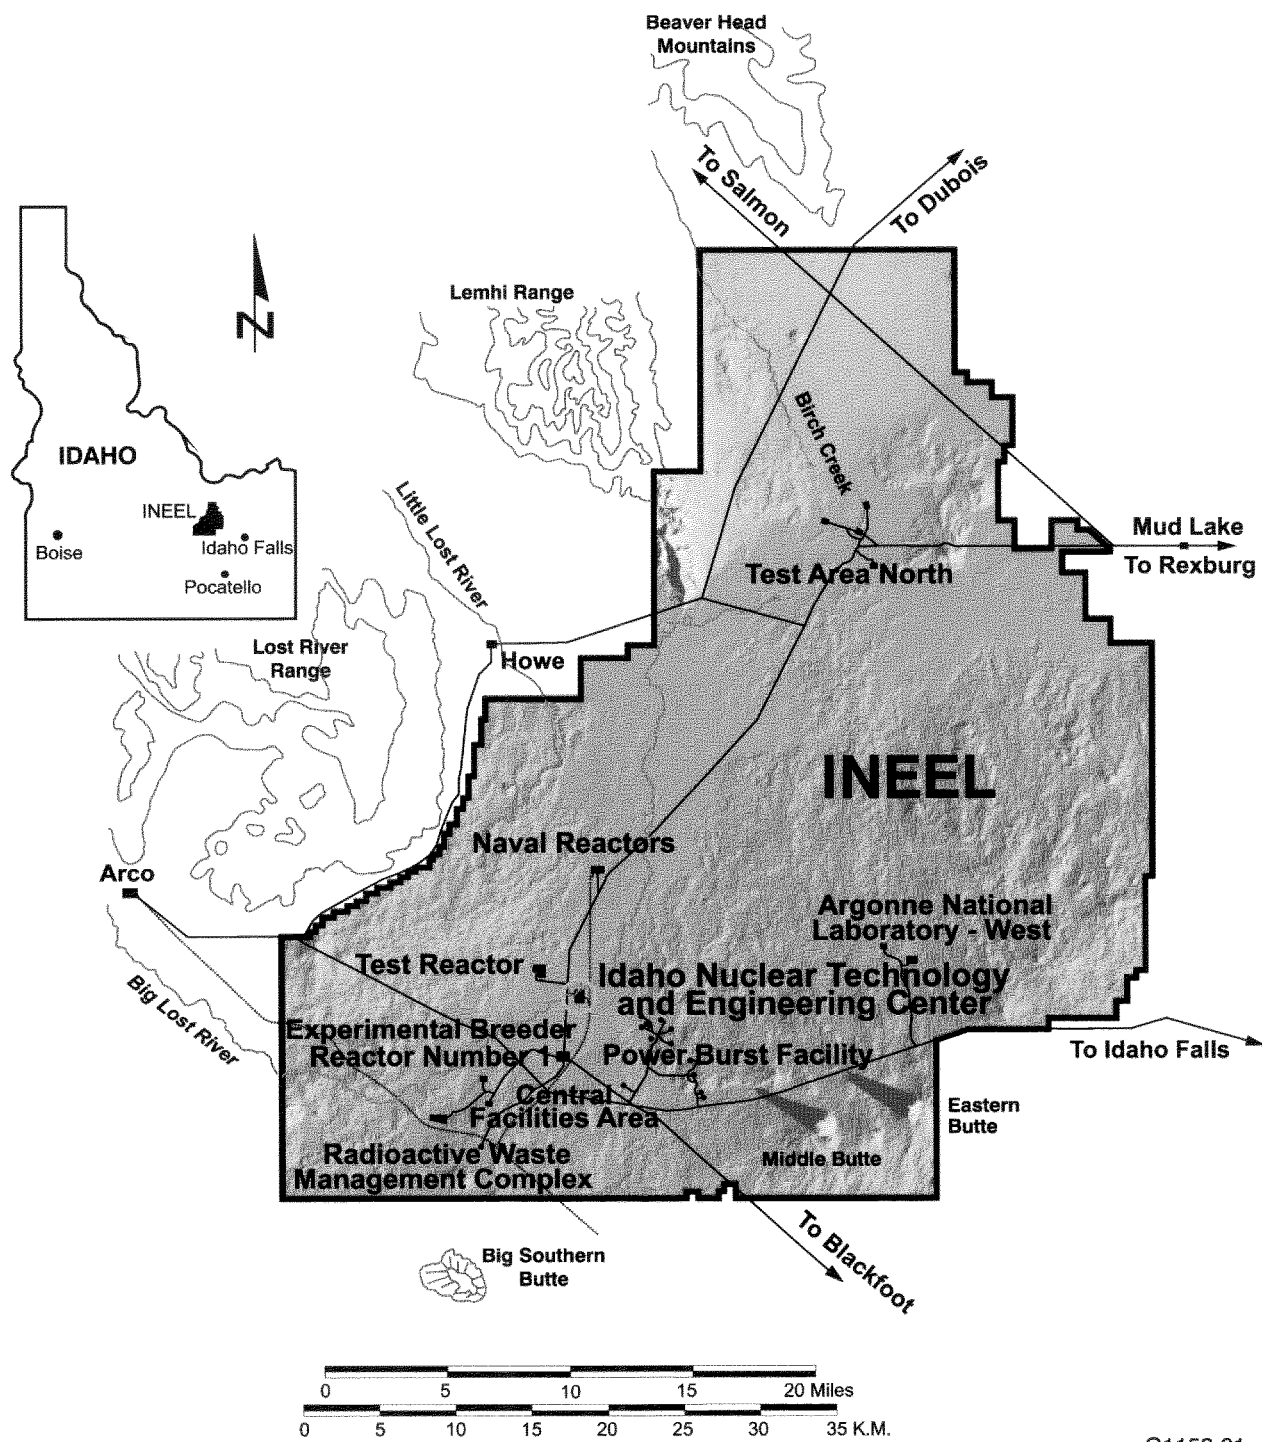 Beaver Head
Mountains
To Salmon
To Dubois
N
Lemhi Range
Birch Creek
IDAHO
INEEL
Boise
Idaho Falls
Pocatello
Little Lost River
Mud Lake
To Rexburg
Test Area North
Lost River
Range
Howe
INEEL
Naval Reactors
Arco
Argonne National
Laboratory - West
Test Reactor
Idaho Nuclear Technology
and Engineering Center
Big Lost River
Experimental Breeder
Reactor Number 1
Power Burst Facility
To Idaho Falls
Central
Facilities Area
Eastern
Butte
Radioactive Waste
Management Complex
Middle Butte
To Blackfoot
Big Southern
Butte
0 5 10 15 20 Miles
0 5 10 15 20 25 30 35 K.M.